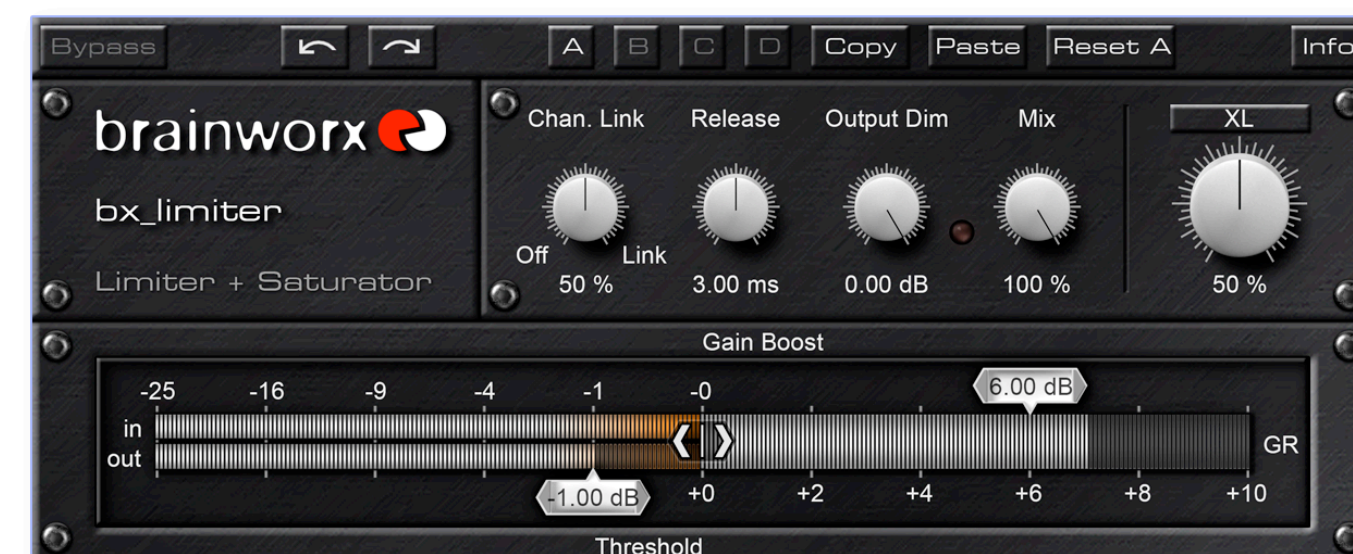 Bypass A B C D Copy Paste Reset A Info
brainworx
bx_limiter
Limiter + Saturator
Chan. Link Release Output Dim Mix XL
Off Link
50 % 3.00 ms 0.00 dB 100 % 50 %
Gain Boost
-25 -16 -9 -4 -1 -0 6.00 dB
in
out
GR
-1.00 dB +0 +2 +4 +6 +8 +10
Threshold